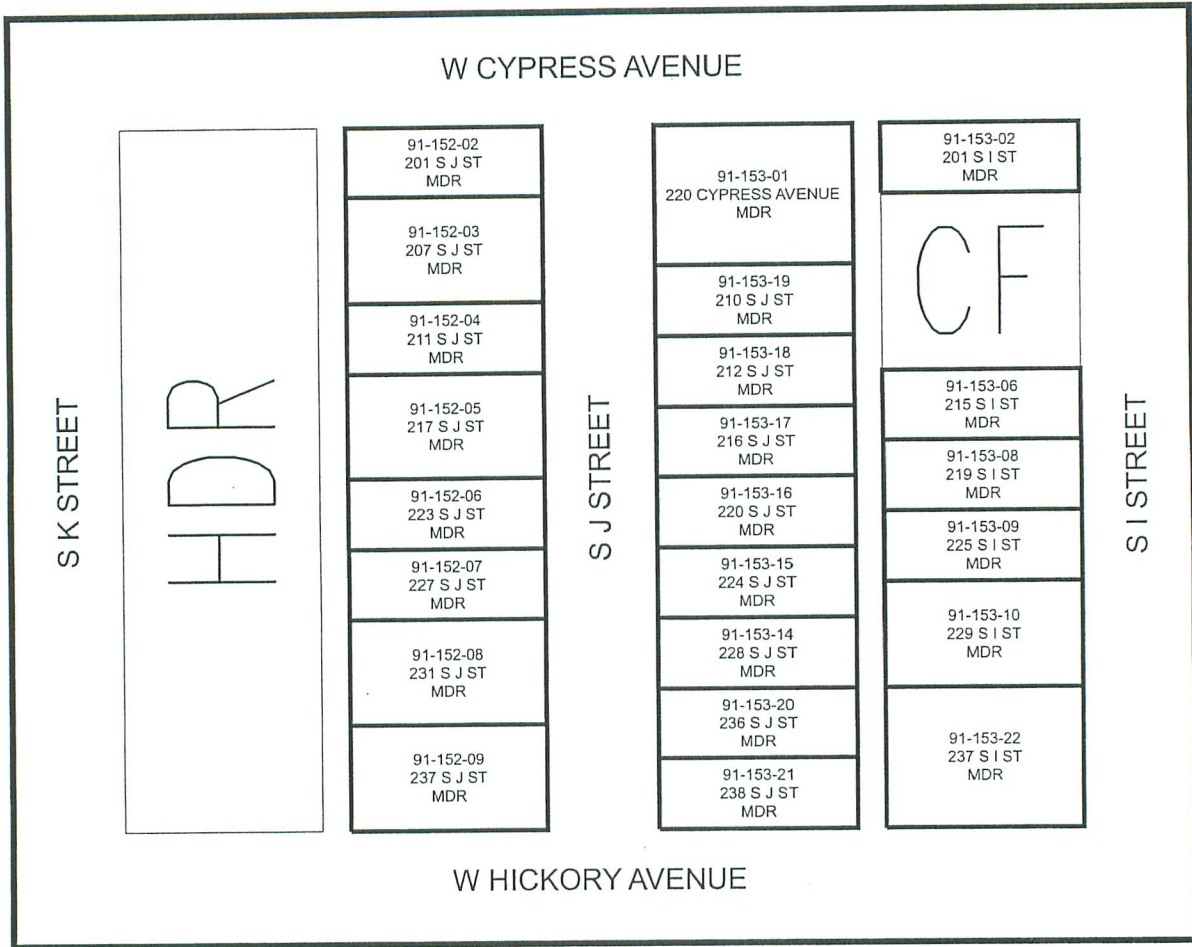 W CYPRESS AVENUE
S K STREET
HDR
91-152-02
201 S J ST
MDR
91-152-03
207 S J ST
MDR
91-152-04
211 S J ST
MDR
91-152-05
217 S J ST
MDR
91-152-06
223 S J ST
MDR
91-152-07
227 S J ST
MDR
91-152-08
231 S J ST
MDR
91-152-09
237 S J ST
MDR
S J STREET
91-153-01
220 CYPRESS AVENUE
MDR
91-153-19
210 S J ST
MDR
91-153-18
212 S J ST
MDR
91-153-17
216 S J ST
MDR
91-153-16
220 S J ST
MDR
91-153-15
224 S J ST
MDR
91-153-14
228 S J ST
MDR
91-153-20
236 S J ST
MDR
91-153-21
238 S J ST
MDR
91-153-02
201 S I ST
MDR
CF
91-153-06
215 S I ST
MDR
91-153-08
219 S I ST
MDR
91-153-09
225 S I ST
MDR
91-153-10
229 S I ST
MDR
91-153-22
237 S I ST
MDR
S I STREET
W HICKORY AVENUE